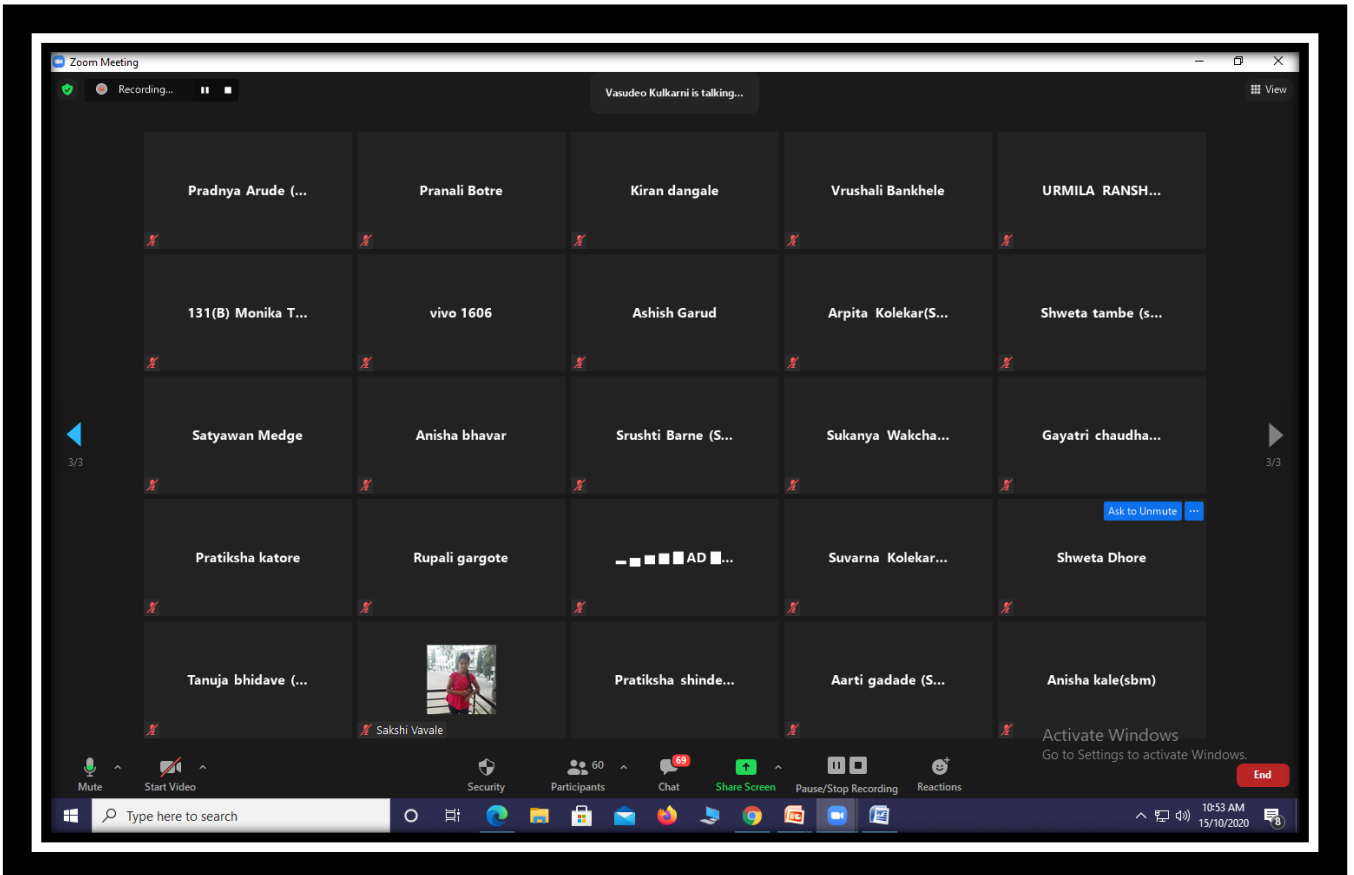 Zoom Meeting
Recording...
Vasudeo Kulkarni is talking...
View
Pradnya Arude (...
Pranali Botre
Kiran dangale
Vrushali Bankhele
URMILA RANSH...
131(B) Monika T...
vivo 1606
Ashish Garud
Arpita Kolekar(S...
Shweta tambe (s...
Satyawan Medge
Anisha bhavar
Srushti Barne (S...
Sukanya Wakcha...
Gayatri chaudha...
3/3
3/3
Ask to Unmute ...
Pratiksha katore
Rupali gargote
▂ ▄ ▅ ▆ █ AD █...
Suvarna Kolekar...
Shweta Dhore
Tanuja bhidave (...
Sakshi Vavale
Pratiksha shinde...
Aarti gadade (S...
Anisha kale(sbm)
Activate Windows
Go to Settings to activate Windows.
Mute
Start Video
Security
Participants
60
Chat
69
Share Screen
Pause/Stop Recording
Reactions
End
Type here to search
10:53 AM
15/10/2020
8